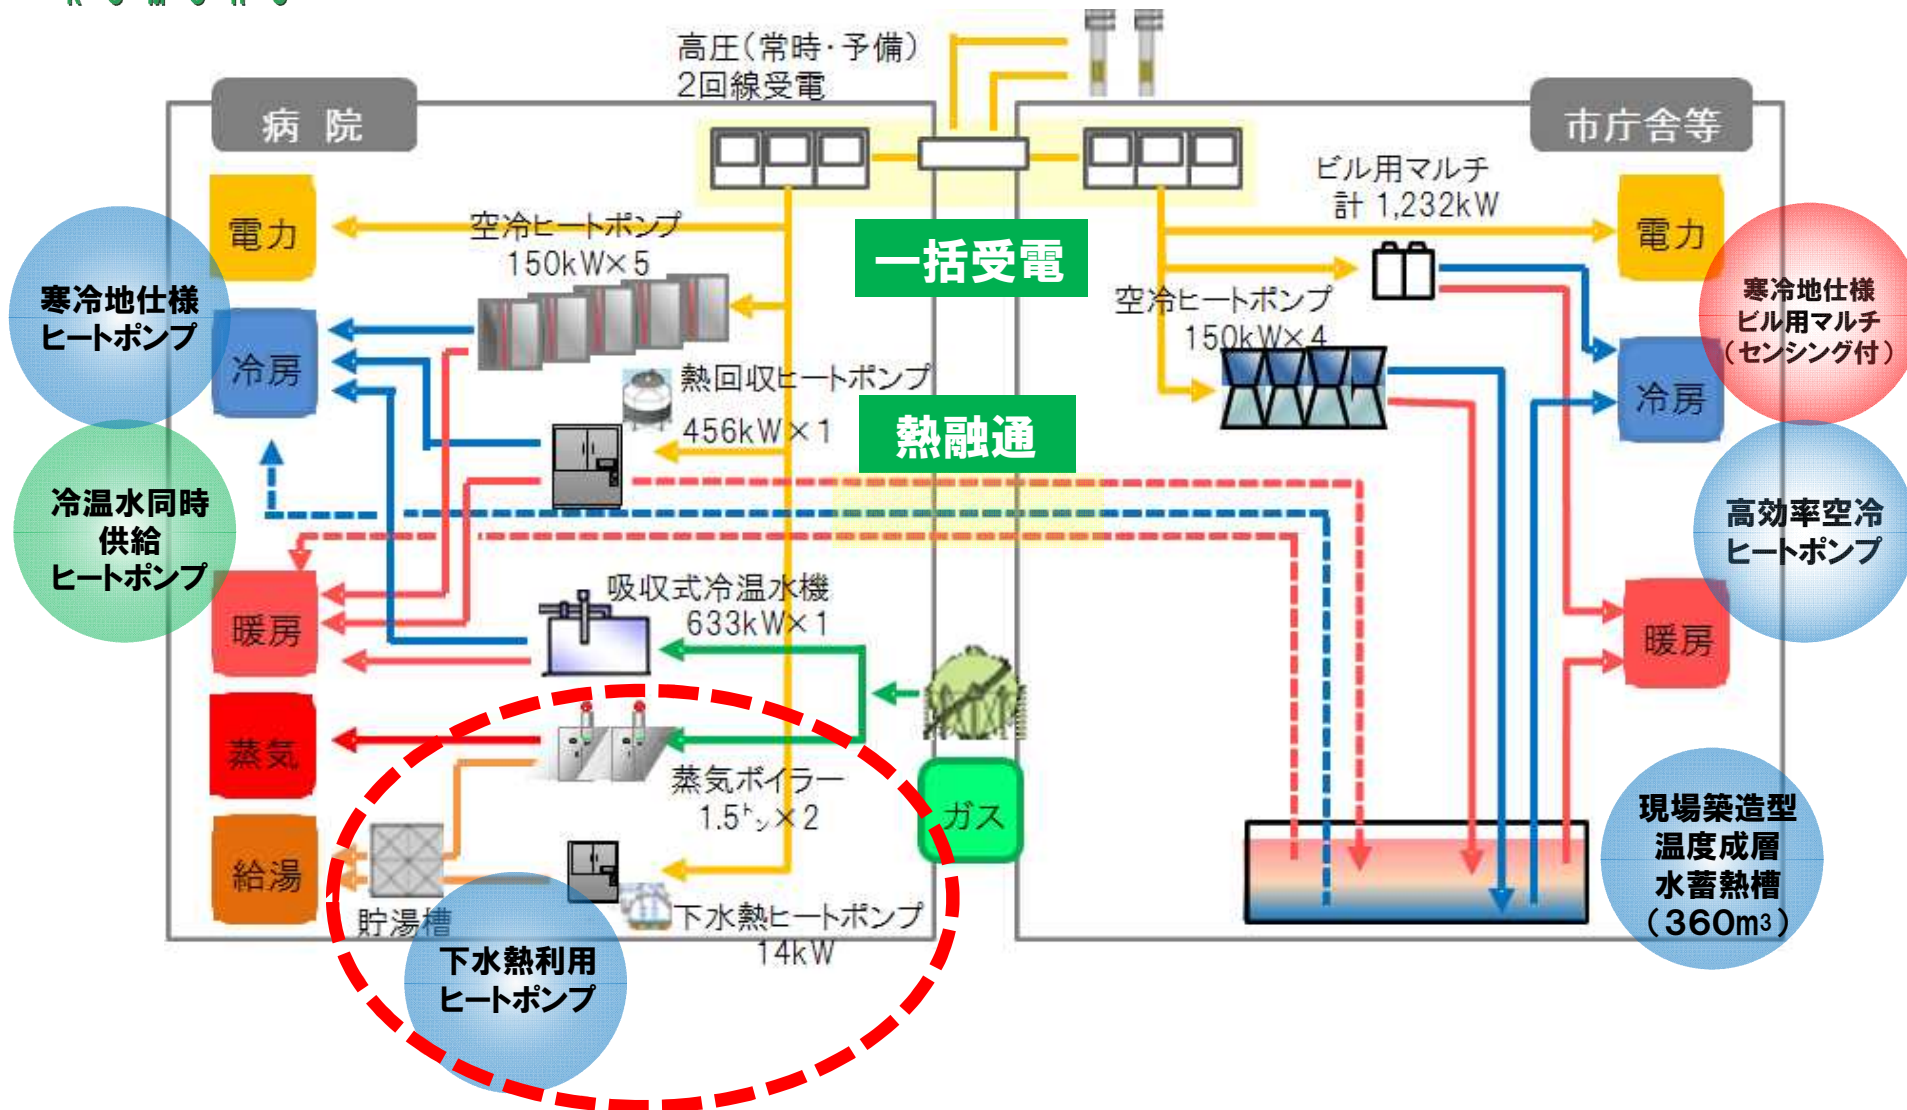 高圧(常時・予備)
2回線受電
病 院
市庁舎等
電力
空冷ヒートポンプ
150kW×5
一括受電
ビル用マルチ
計 1,232kW
電力
寒冷地仕様
ヒートポンプ
冷房
熱回収ヒートポンプ
456kW×1
熱融通
空冷ヒートポンプ
150kW×4
寒冷地仕様
ビル用マルチ
(センシング付)
冷房
冷温水同時
供給
ヒートポンプ
高効率空冷
ヒートポンプ
暖房
吸収式冷温水機
633kW×1
暖房
蒸気
蒸気ボイラー
1.5㌧×2
ガス
給湯
貯湯槽
下水熱ヒートポンプ
14kW
下水熱利用
ヒートポンプ
現場築造型
温度成層
水蓄熱槽
(360m3)